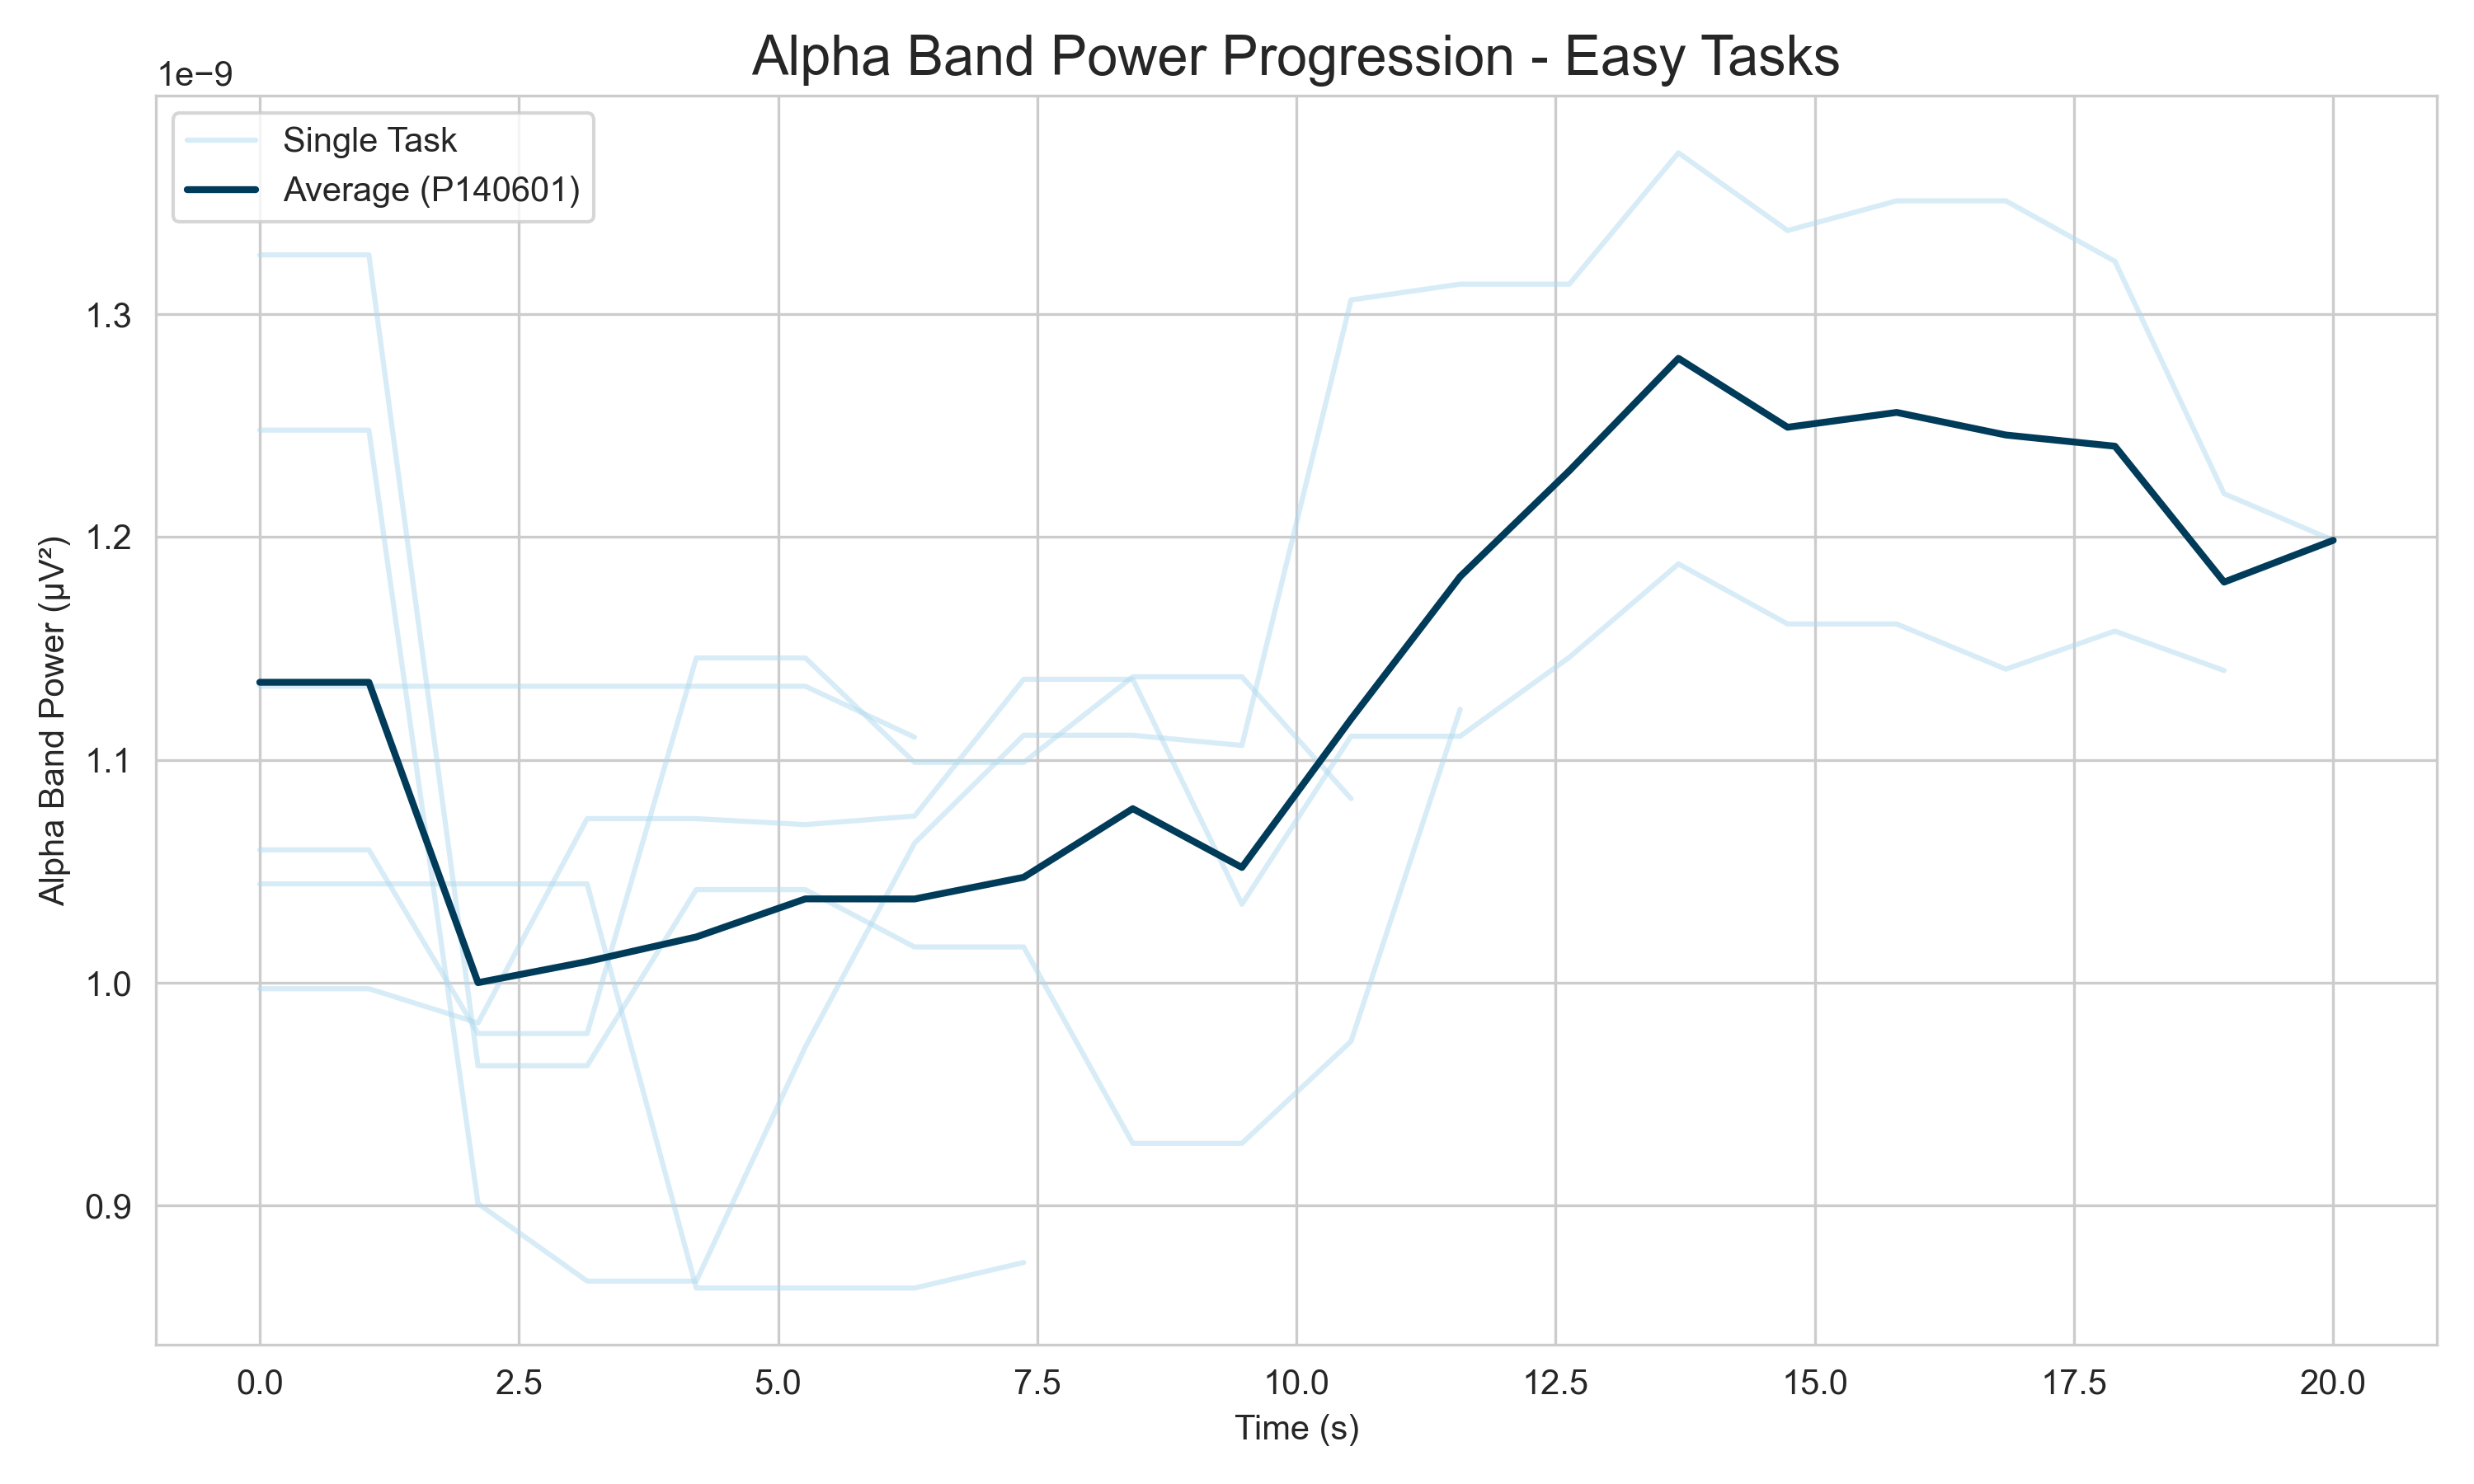 Alpha Band Power Progression - Easy Tasks
1e−9
Single Task
Average (P140601)
1.3
1.2
1.1
1.0
0.9
Alpha Band Power (µV²)
0.0 2.5 5.0 7.5 10.0 12.5 15.0 17.5 20.0
Time (s)